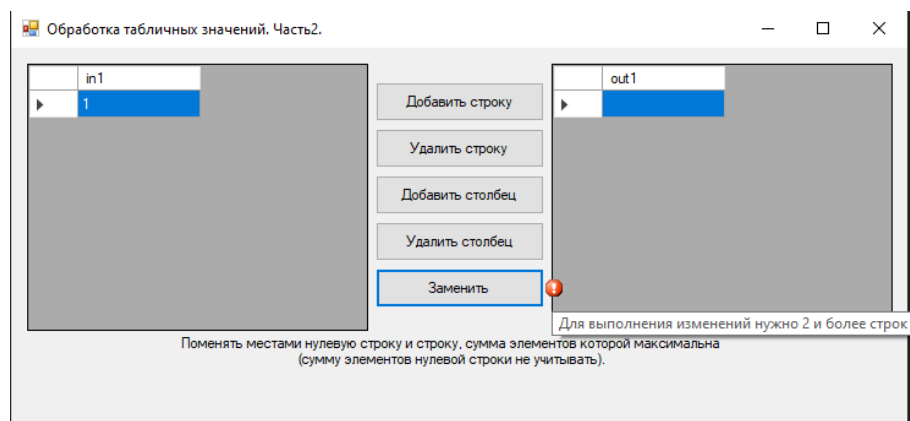 Обработка табличных значений. Часть2.
in1
1
Добавить строку
Удалить строку
Добавить столбец
Удалить столбец
Заменить
out1
Для выполнения изменений нужно 2 и более строк
Поменять местами нулевую строку и строку, сумма элементов которой максимальна
(сумму элементов нулевой строки не учитывать).